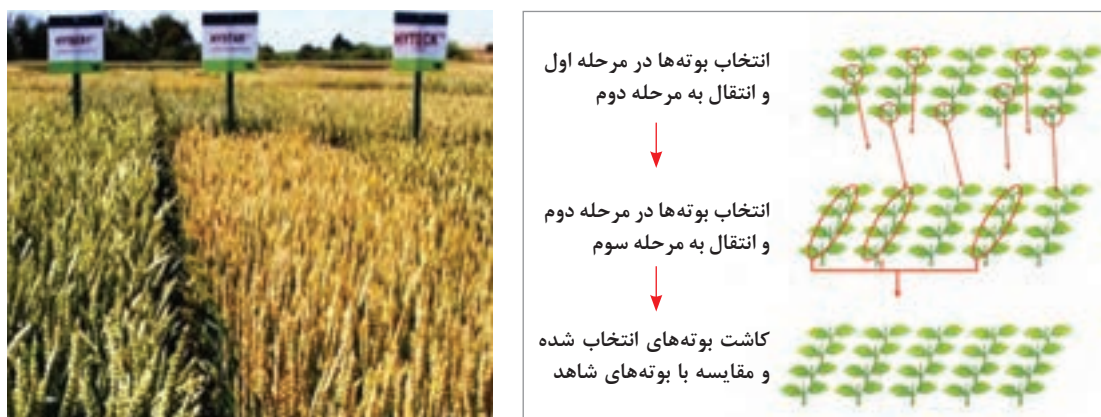 HYTECK
انتخاب بوته‌ها در مرحله اول
و انتقال به مرحله دوم
انتخاب بوته‌ها در مرحله دوم
و انتقال به مرحله سوم
کاشت بوته‌های انتخاب شده
و مقایسه با بوته‌های شاهد